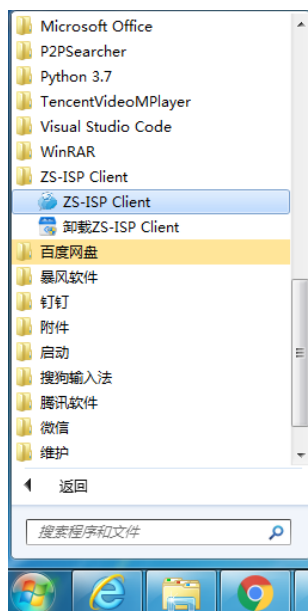 Microsoft Office
P2PSearcher
Python 3.7
TencentVideoMPlayer
Visual Studio Code
WinRAR
ZS-ISP Client
ZS-ISP Client
卸载ZS-ISP Client
百度网盘
暴风软件
钉钉
附件
启动
搜狗输入法
腾讯软件
微信
维护
返回
搜索程序和文件